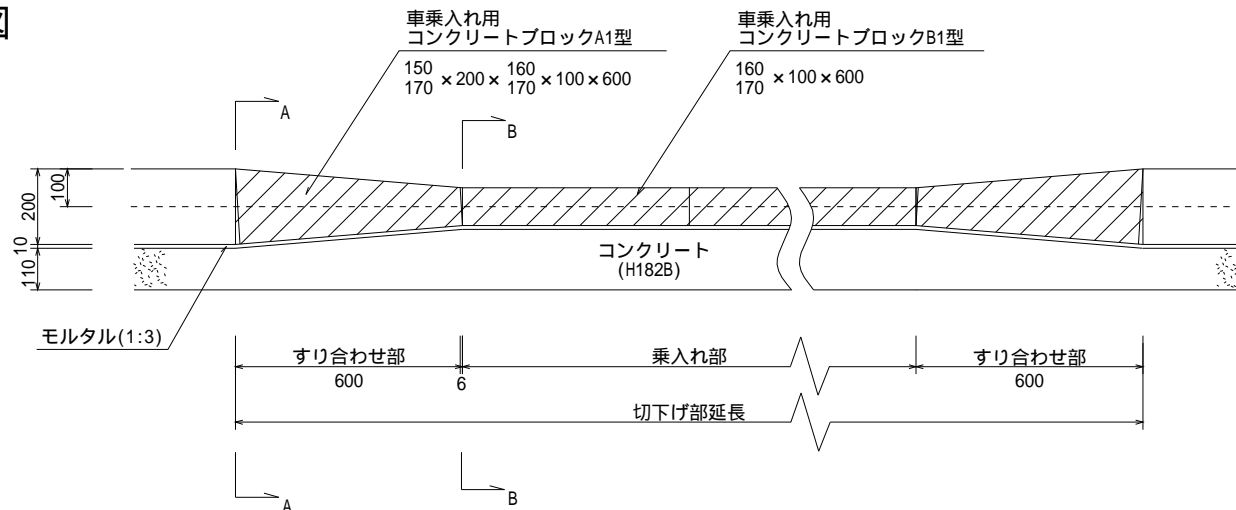 図
車乗入れ用
コンクリートブロックA1型
150
170 ×200× 160
170 ×100×600
車乗入れ用
コンクリートブロックB1型
160
170 ×100×600
A
B
200
100
10
110
コンクリート
(H182B)
モルタル(1:3)
すり合わせ部
600
6
乗入れ部
すり合わせ部
600
切下げ部延長
A
B